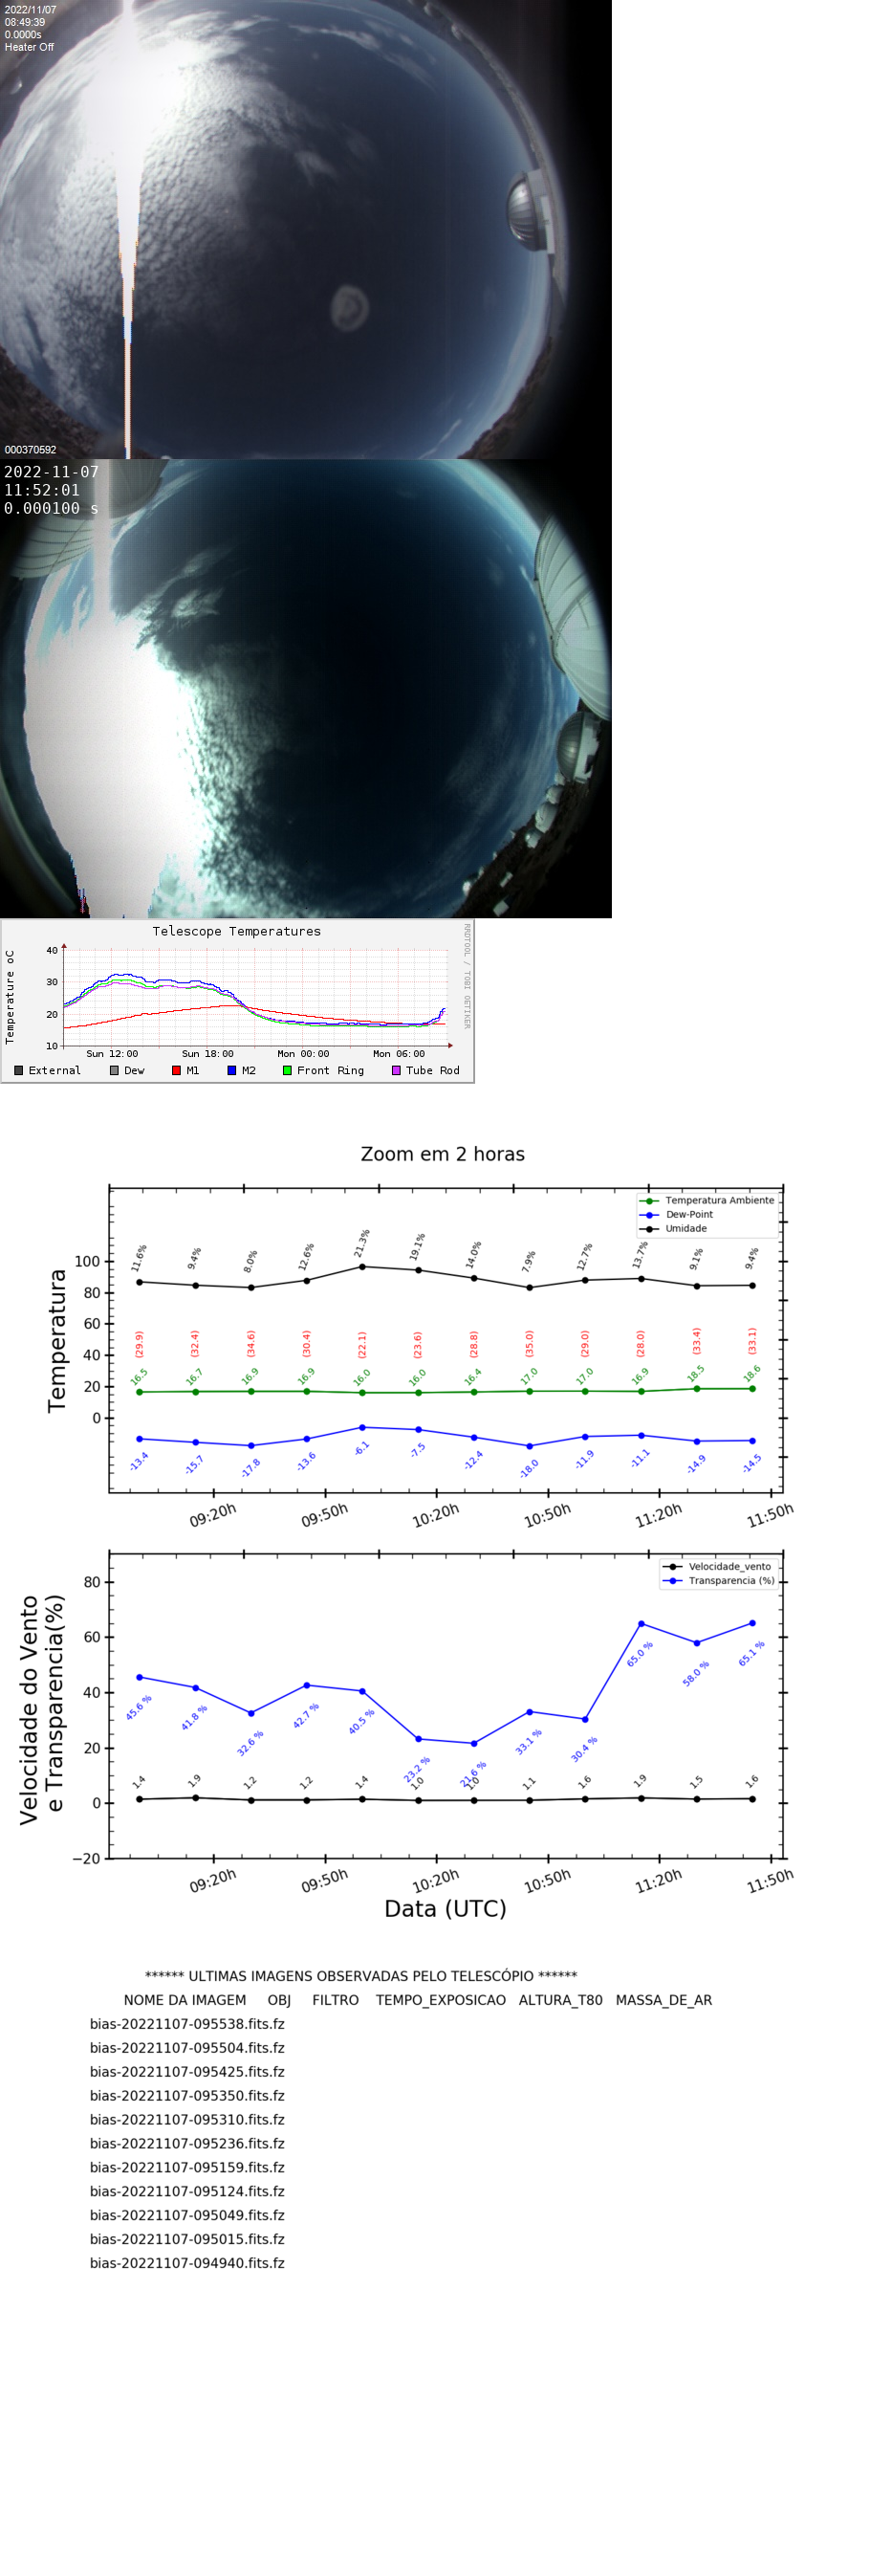 2022/11/07
08:49:39
0.0000s
Heater Off
000370592
2022-11-07
11:52:01
0.000100 s
Telescope Temperatures
RRDTOOL / TOBI OETIKER
Temperature oC
40
30
20
10
Sun 12:00 Sun 18:00 Mon 00:00 Mon 06:00
External Dew M1 M2 Front Ring Tube Rod
Zoom em 2 horas
Temperatura Ambiente
Dew-Point
Umidade
Temperatura
100
80
60
40
20
0
11.6% 9.4% 8.0% 12.6% 21.3% 19.1% 14.0% 7.9% 12.7% 13.7% 9.1% 9.4%
(29.9) (32.4) (34.6) (30.4) (22.1) (23.6) (28.8) (35.0) (29.0) (28.0) (33.4) (33.1)
16.5 16.7 16.9 16.9 16.0 16.0 16.4 17.0 17.0 16.9 18.5 18.6
-13.4 -15.7 -17.8 -13.6 -6.1 -7.5 -12.4 -18.0 -11.9 -11.1 -14.9 -14.5
09:20h 09:50h 10:20h 10:50h 11:20h 11:50h
Velocidade_vento
Transparencia (%)
Velocidade do Vento
e Transparencia(%)
80
60
40
20
0
−20
45.6 % 41.8 % 32.6 % 42.7 % 40.5 % 23.2 % 21.6 % 33.1 % 30.4 % 65.0 % 58.0 % 65.1 %
1.4 1.9 1.2 1.2 1.4 1.0 1.0 1.1 1.6 1.9 1.5 1.6
09:20h 09:50h 10:20h 10:50h 11:20h 11:50h
Data (UTC)
****** ULTIMAS IMAGENS OBSERVADAS PELO TELESCÓPIO ******
NOME DA IMAGEM OBJ FILTRO TEMPO_EXPOSICAO ALTURA_T80 MASSA_DE_AR
bias-20221107-095538.fits.fz
bias-20221107-095504.fits.fz
bias-20221107-095425.fits.fz
bias-20221107-095350.fits.fz
bias-20221107-095310.fits.fz
bias-20221107-095236.fits.fz
bias-20221107-095159.fits.fz
bias-20221107-095124.fits.fz
bias-20221107-095049.fits.fz
bias-20221107-095015.fits.fz
bias-20221107-094940.fits.fz